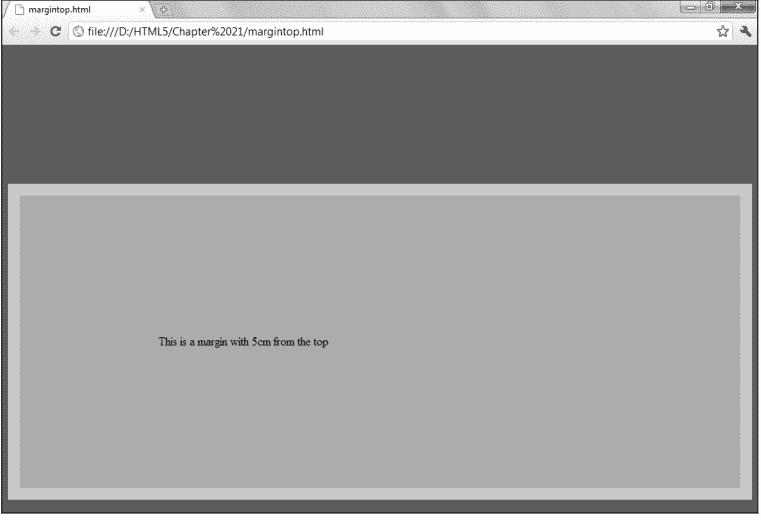 margintop.html
file:///D:/HTML5/Chapter%2021/margintop.html
This is a margin with 5cm from the top